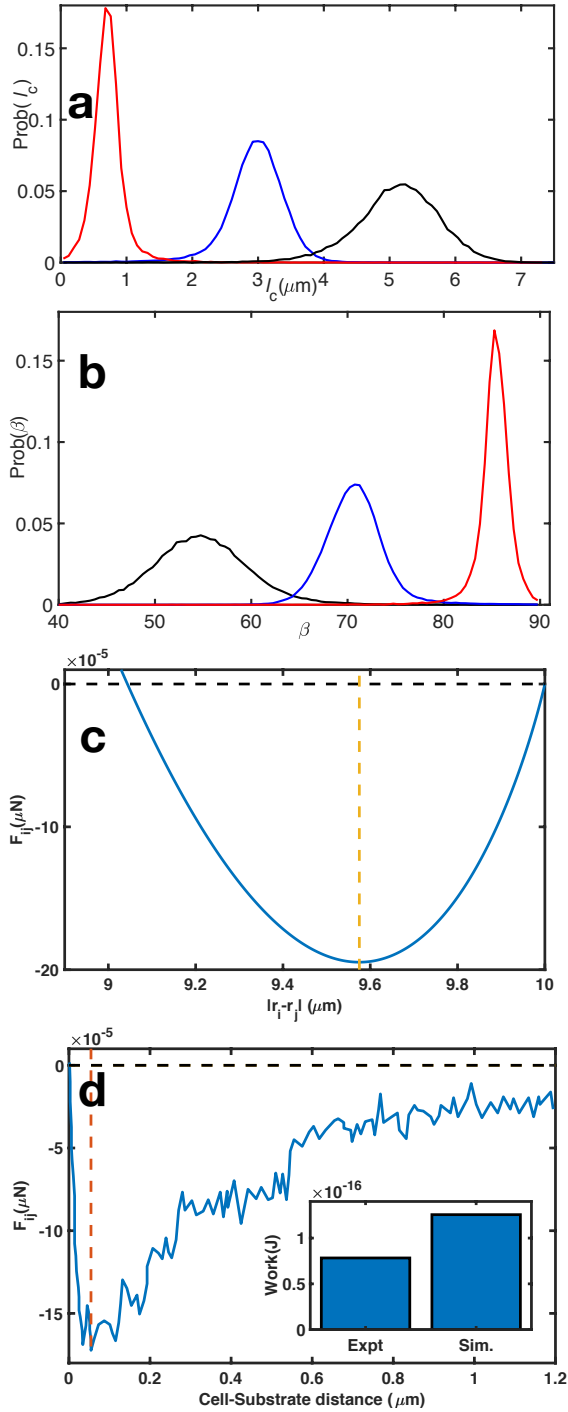 a
Prob( l_c)
0.15
0.1
0.05
0
0 1 2 3 4 5 6 7
l_c(μm)
b
Prob(β)
0.15
0.1
0.05
0
40 50 60 70 80 90
β
×10^-5
c
F_ij(μN)
0
-10
-20
9 9.2 9.4 9.6 9.8 10
|r_i-r_j| (μm)
×10^-5
d
F_ij(μN)
0
-5
-10
-15
0 0.2 0.4 0.6 0.8 1 1.2
Cell-Substrate distance (μm)
×10^-16
Work(J)
1
0.5
0
Expt Sim.